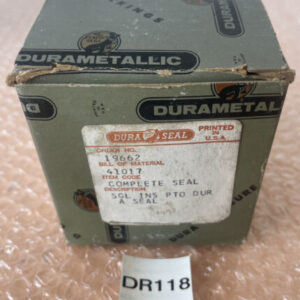 KINGS
DURAMETALLIC
DURAMETAL
DURA SEAL
PRINTED
IN
U.S.A.
ORDER NO.
19662
BILL OF MATERIAL
41017
ITEM CODE
COMPLETE SEAL
DESCRIPTION
SGL INS PTO DUR
A SEAL
DR118